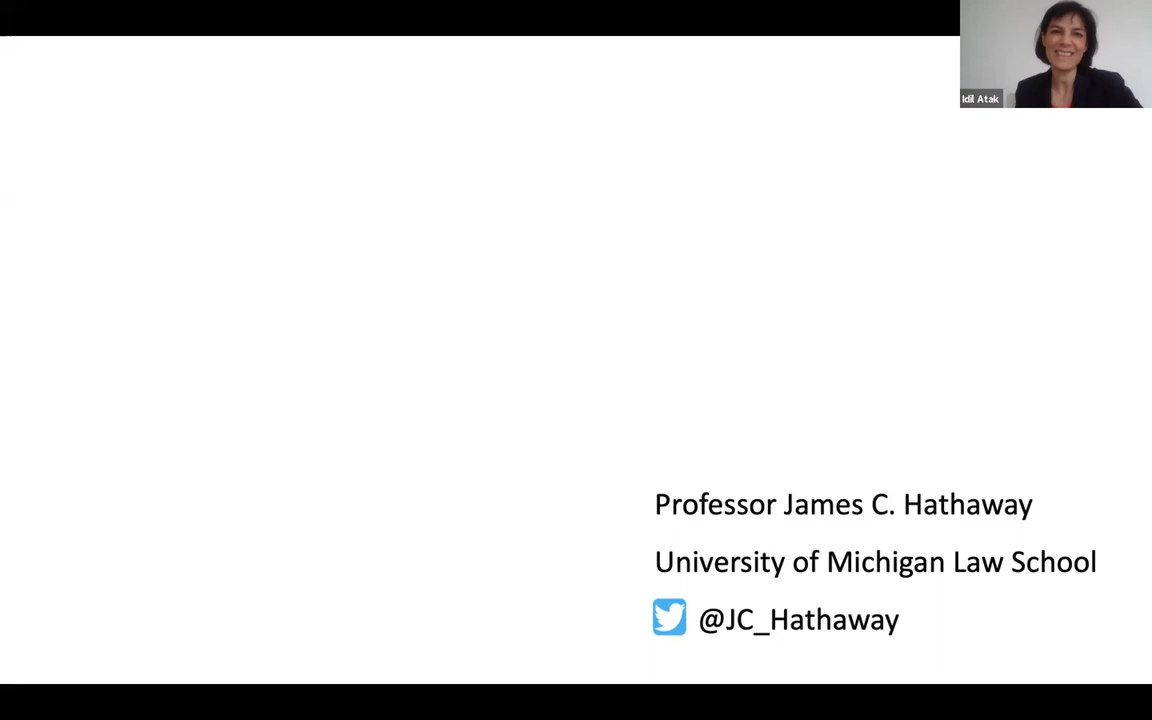 Idil Atak
Professor James C. Hathaway
University of Michigan Law School
@JC_Hathaway